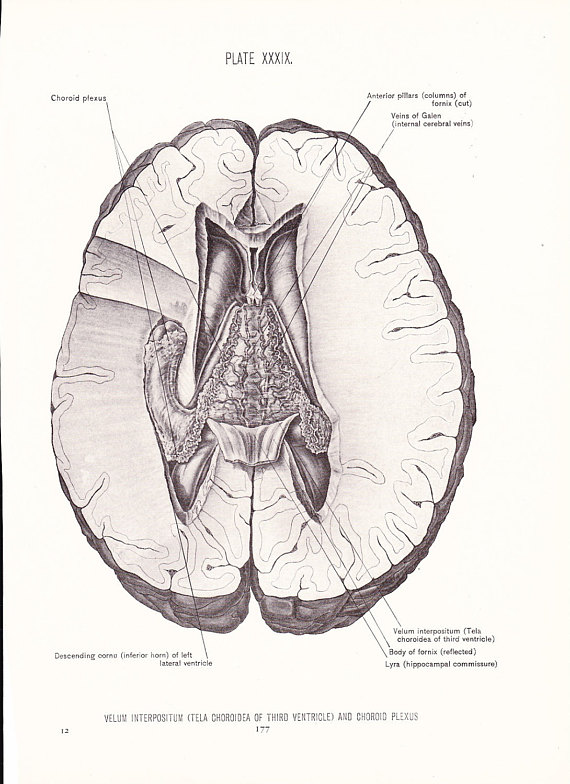 PLATE XXXIX.
Choroid plexus
Anterior pillars (columns) of
fornix (cut)
Veins of Galen
(internal cerebral veins)
Velum interpositum (Tela
choroidea of third ventricle)
Body of fornix (reflected)
Lyra (hippocampal commissure)
Descending cornu (inferior horn) of left
lateral ventricle
VELUM INTERPOSITUM (TELA CHOROIDEA OF THIRD VENTRICLE) AND CHOROID PLEXUS
12
177